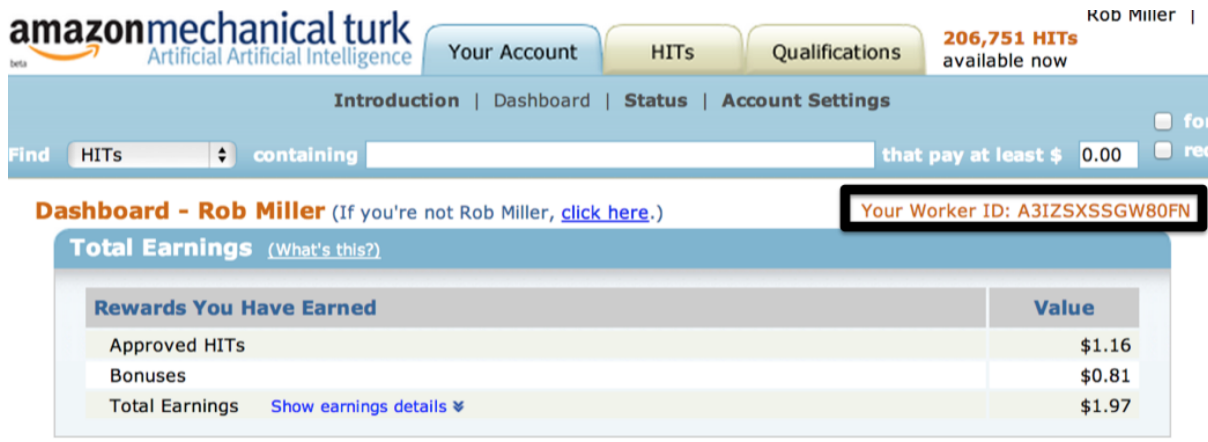 Rob Miller |
amazonmechanical turk
beta Artificial Artificial Intelligence
Your Account HITs Qualifications 206,751 HITs
available now
Introduction | Dashboard | Status | Account Settings
Find HITs containing that pay at least $ 0.00
Dashboard - Rob Miller (If you're not Rob Miller, click here.) Your Worker ID: A3IZSXSSGW80FN
Total Earnings (What's this?)
Rewards You Have Earned Value
Approved HITs $1.16
Bonuses $0.81
Total Earnings Show earnings details $1.97